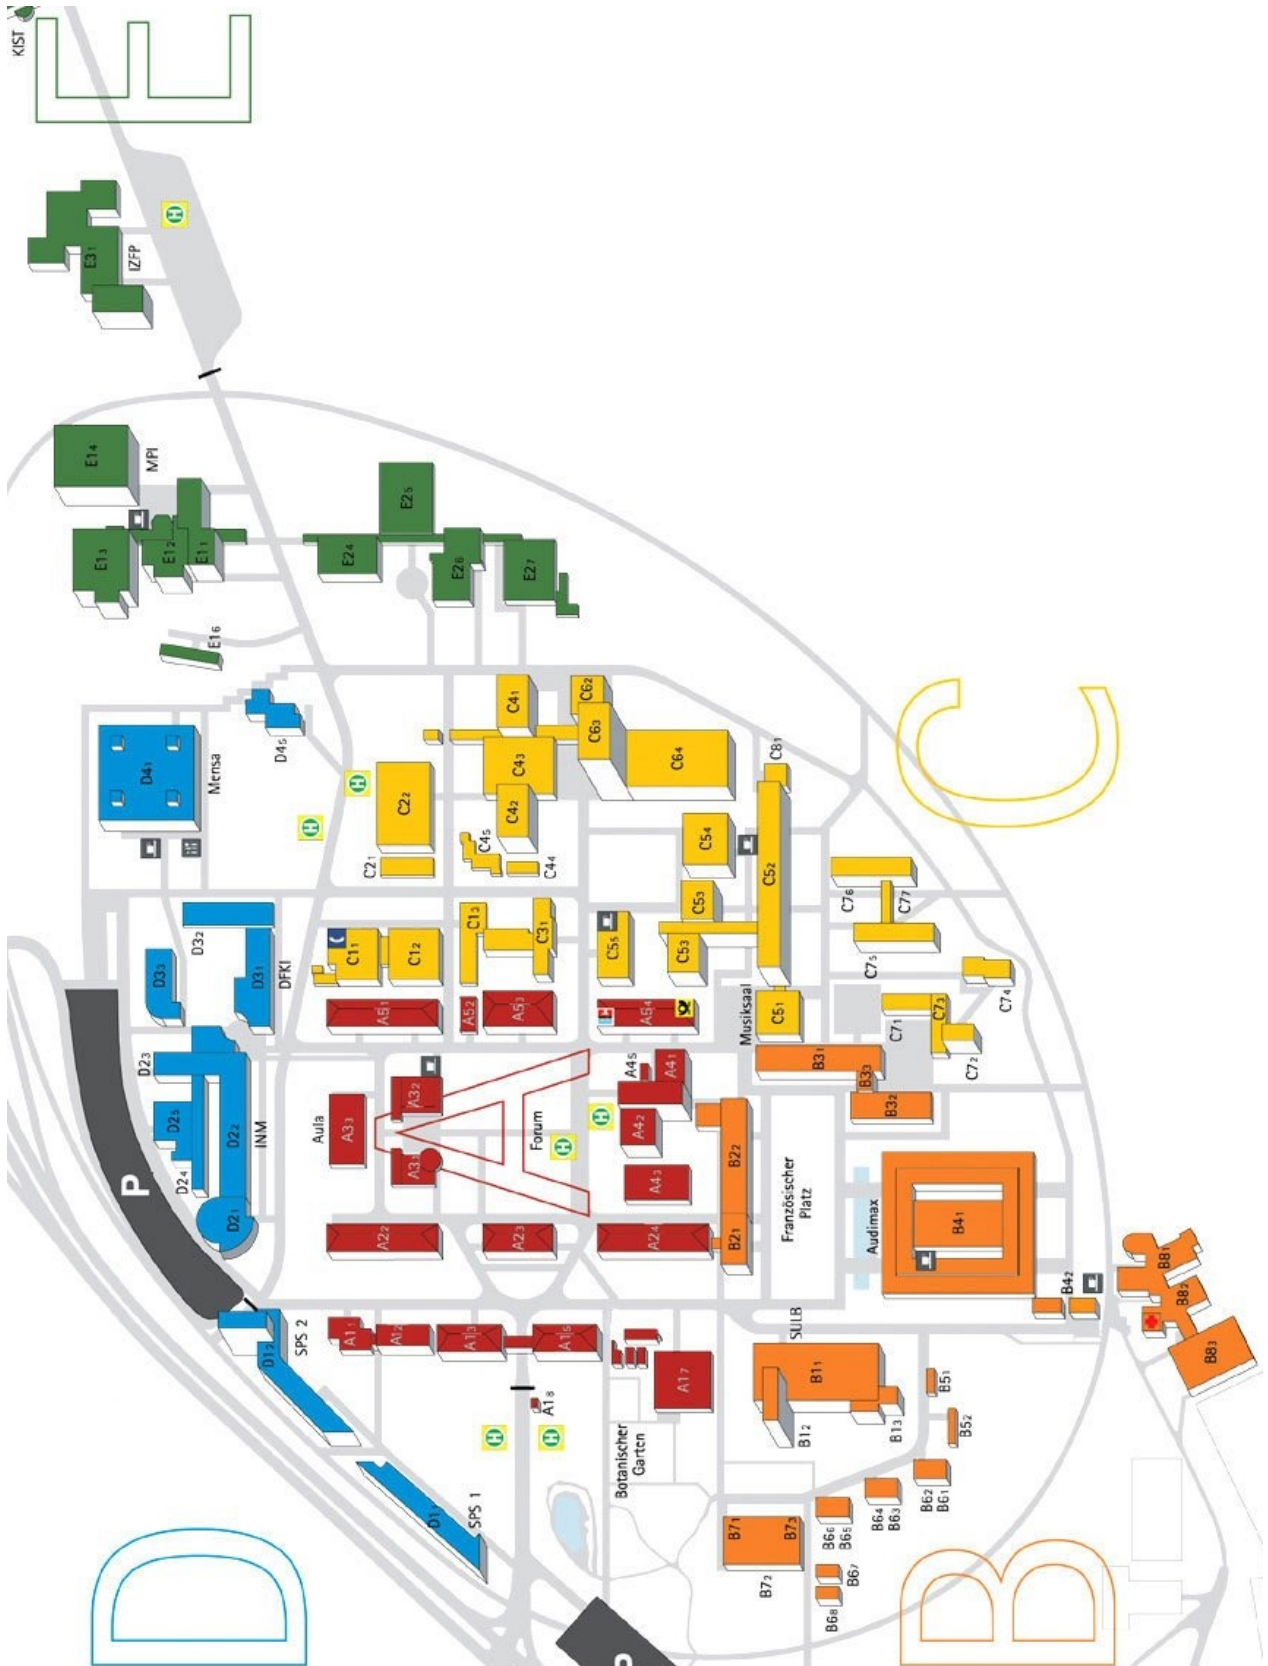 KIST
E
H
E3₁
IZFP
E1₄
MPI
E1₃
E1₂
E1₁
E2₅
E2₄
E2₆
E2₇
E1₆
D4₁
Mensa
D4₅
H
H
C2₂
C2₁
C4₁
C4₃
C4₂
C4₅
C4₄
C6₂
C6₃
C6₄
C8₁
C
C5₄
C5₂
C5₃
C5₃
C5₅
C7₆
C7₇
C7₅
C7₄
C7₁
C7₃
C7₂
D3₂
D3₃
D3₁
DFKI
C1₁
C1₂
C1₃
C3₁
A5₁
A5₂
A5₃
A5₄
Musiksaal
C5₁
P
D2₃
D2₅
D2₄
D2₂
D2₁
INM
Aula
A3₃
A3₂
A3₁
A
Forum
H
H
A4₅
A4₁
A4₂
A4₃
B3₁
B3₃
B3₂
B2₂
B2₁
Französischer
Platz
Audimax
B4₁
A2₂
A2₃
A2₄
SPS 2
D1₂
A1₁
A1₂
A1₃
A1₅
A1₇
A1₈
SULB
B1₁
B1₂
B1₃
B4₂
B8₁
B8₂
B8₃
B5₁
B5₂
H
H
Botanischer
Garten
D1₁
SPS 1
B7₁
B7₃
B7₂
B6₆
B6₅
B6₄
B6₃
B6₂
B6₁
B6₇
B6₈
D
B
P